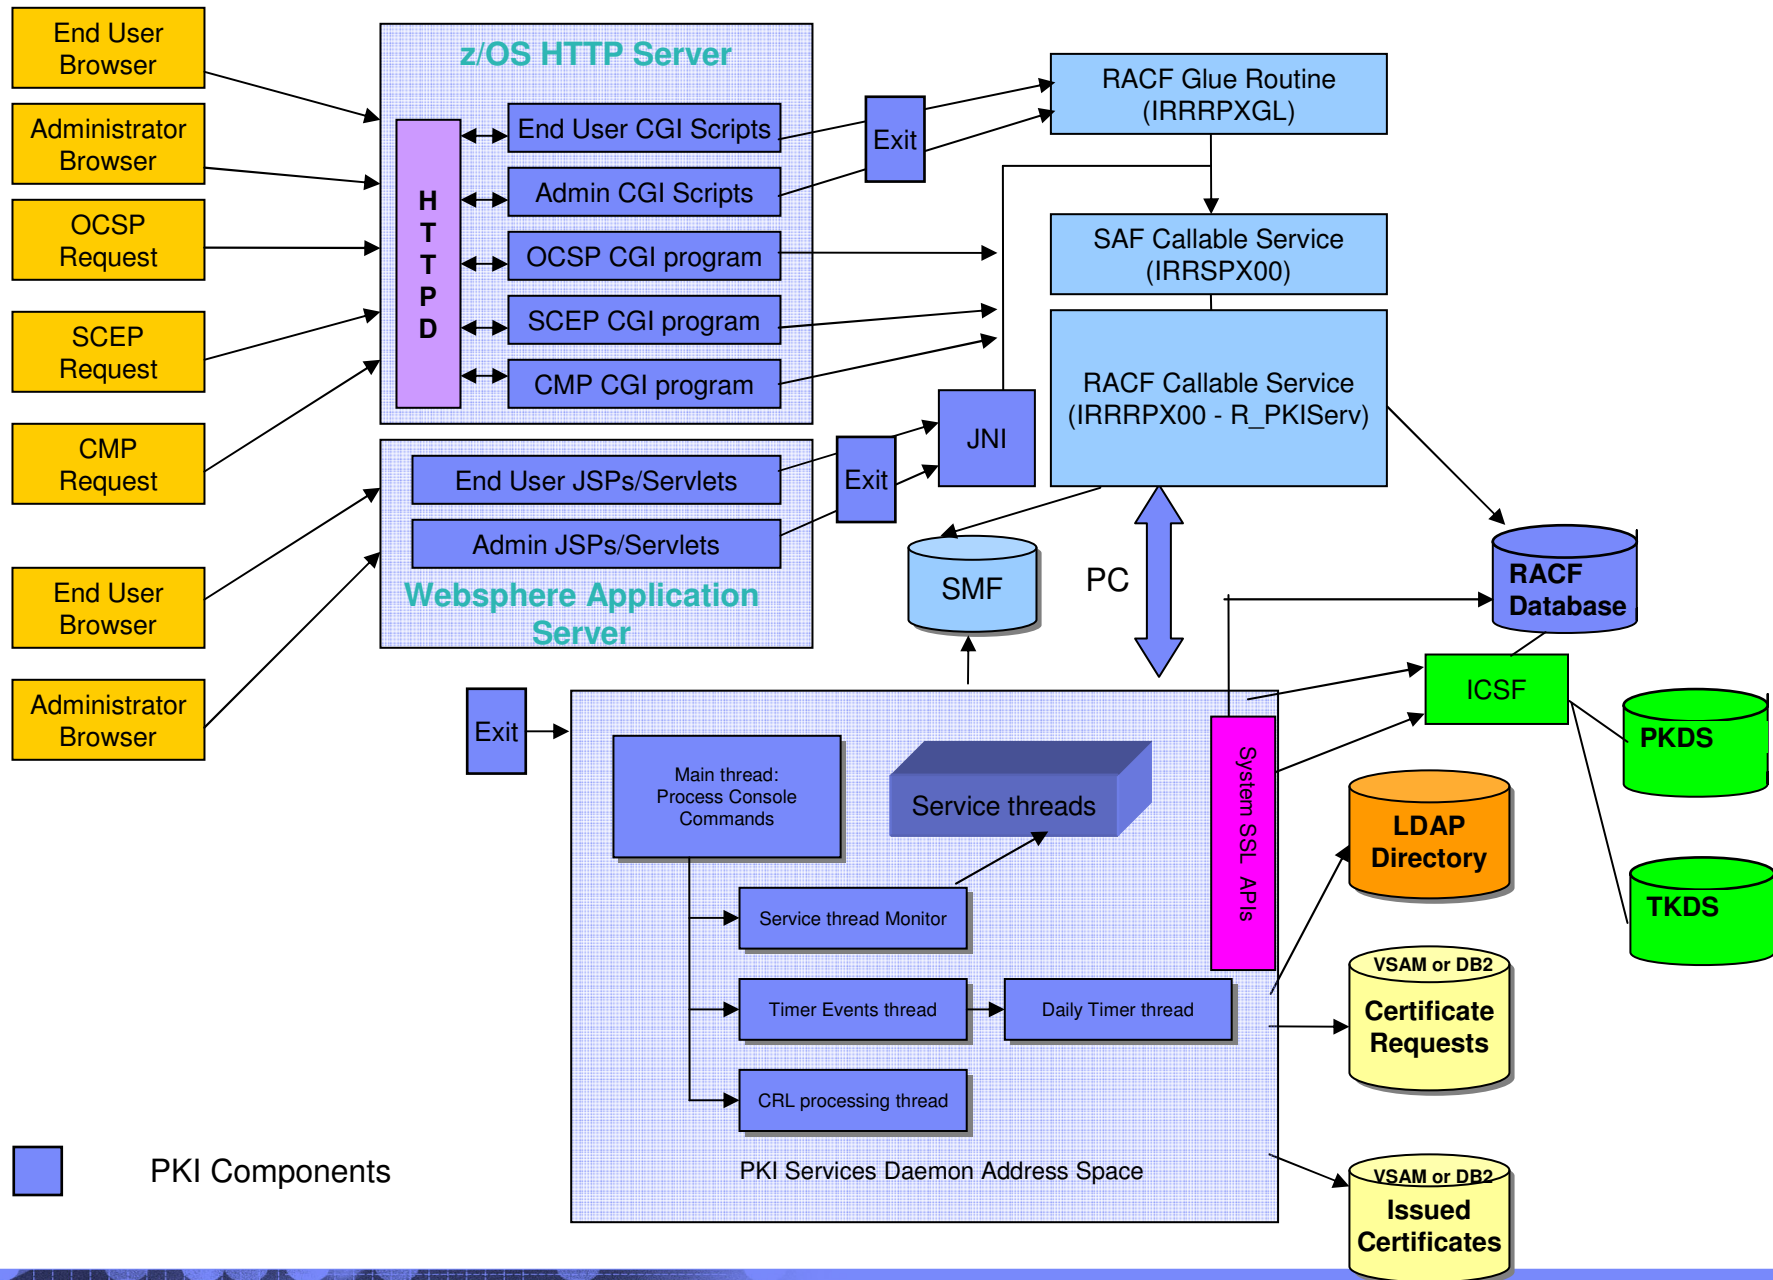 End User
Browser
Administrator
Browser
OCSP
Request
SCEP
Request
CMP
Request
End User
Browser
Administrator
Browser
z/OS HTTP Server
H
T
T
P
D
End User CGI Scripts
Admin CGI Scripts
OCSP CGI program
SCEP CGI program
CMP CGI program
End User JSPs/Servlets
Admin JSPs/Servlets
Websphere Application
Server
Exit
Exit
JNI
RACF Glue Routine
(IRRRPXGL)
SAF Callable Service
(IRRSPX00)
RACF Callable Service
(IRRRPX00 - R_PKIServ)
SMF
PC
RACF
Database
ICSF
PKDS
TKDS
Exit
Main thread:
Process Console
Commands
Service threads
System SSL APIs
Service thread Monitor
Timer Events thread
Daily Timer thread
CRL processing thread
PKI Services Daemon Address Space
LDAP
Directory
VSAM or DB2
Certificate
Requests
VSAM or DB2
Issued
Certificates
PKI Components